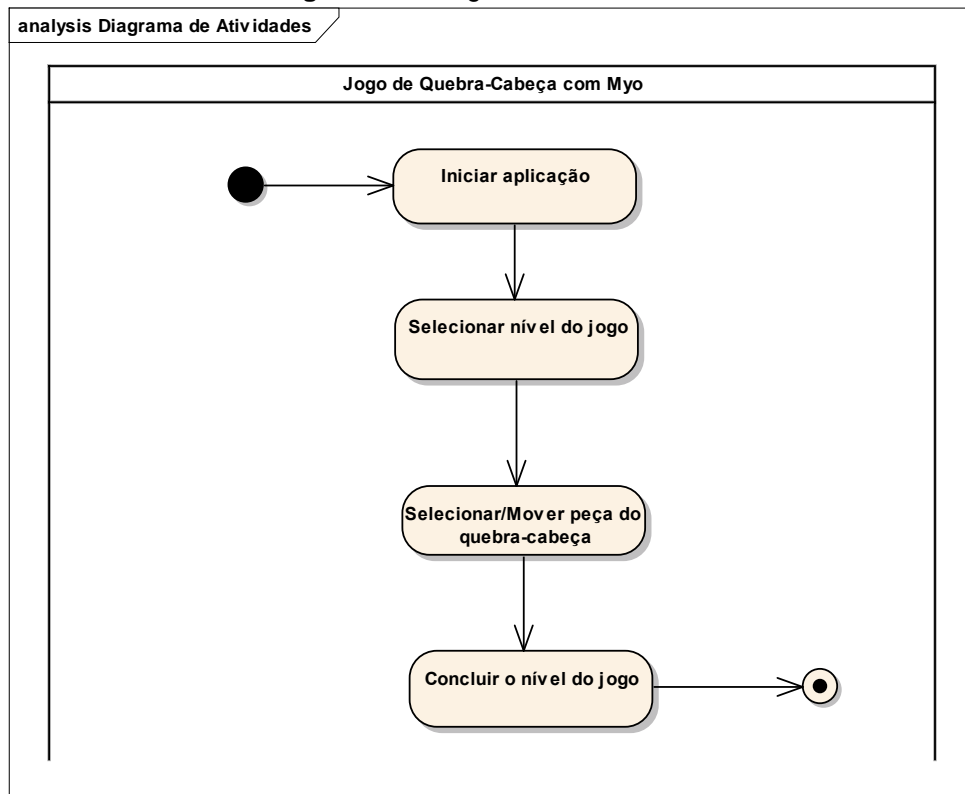 analysis Diagrama de Atividades
Jogo de Quebra-Cabeça com Myo
Iniciar aplicação
Selecionar nível do jogo
Selecionar/Mover peça do
quebra-cabeça
Concluir o nível do jogo